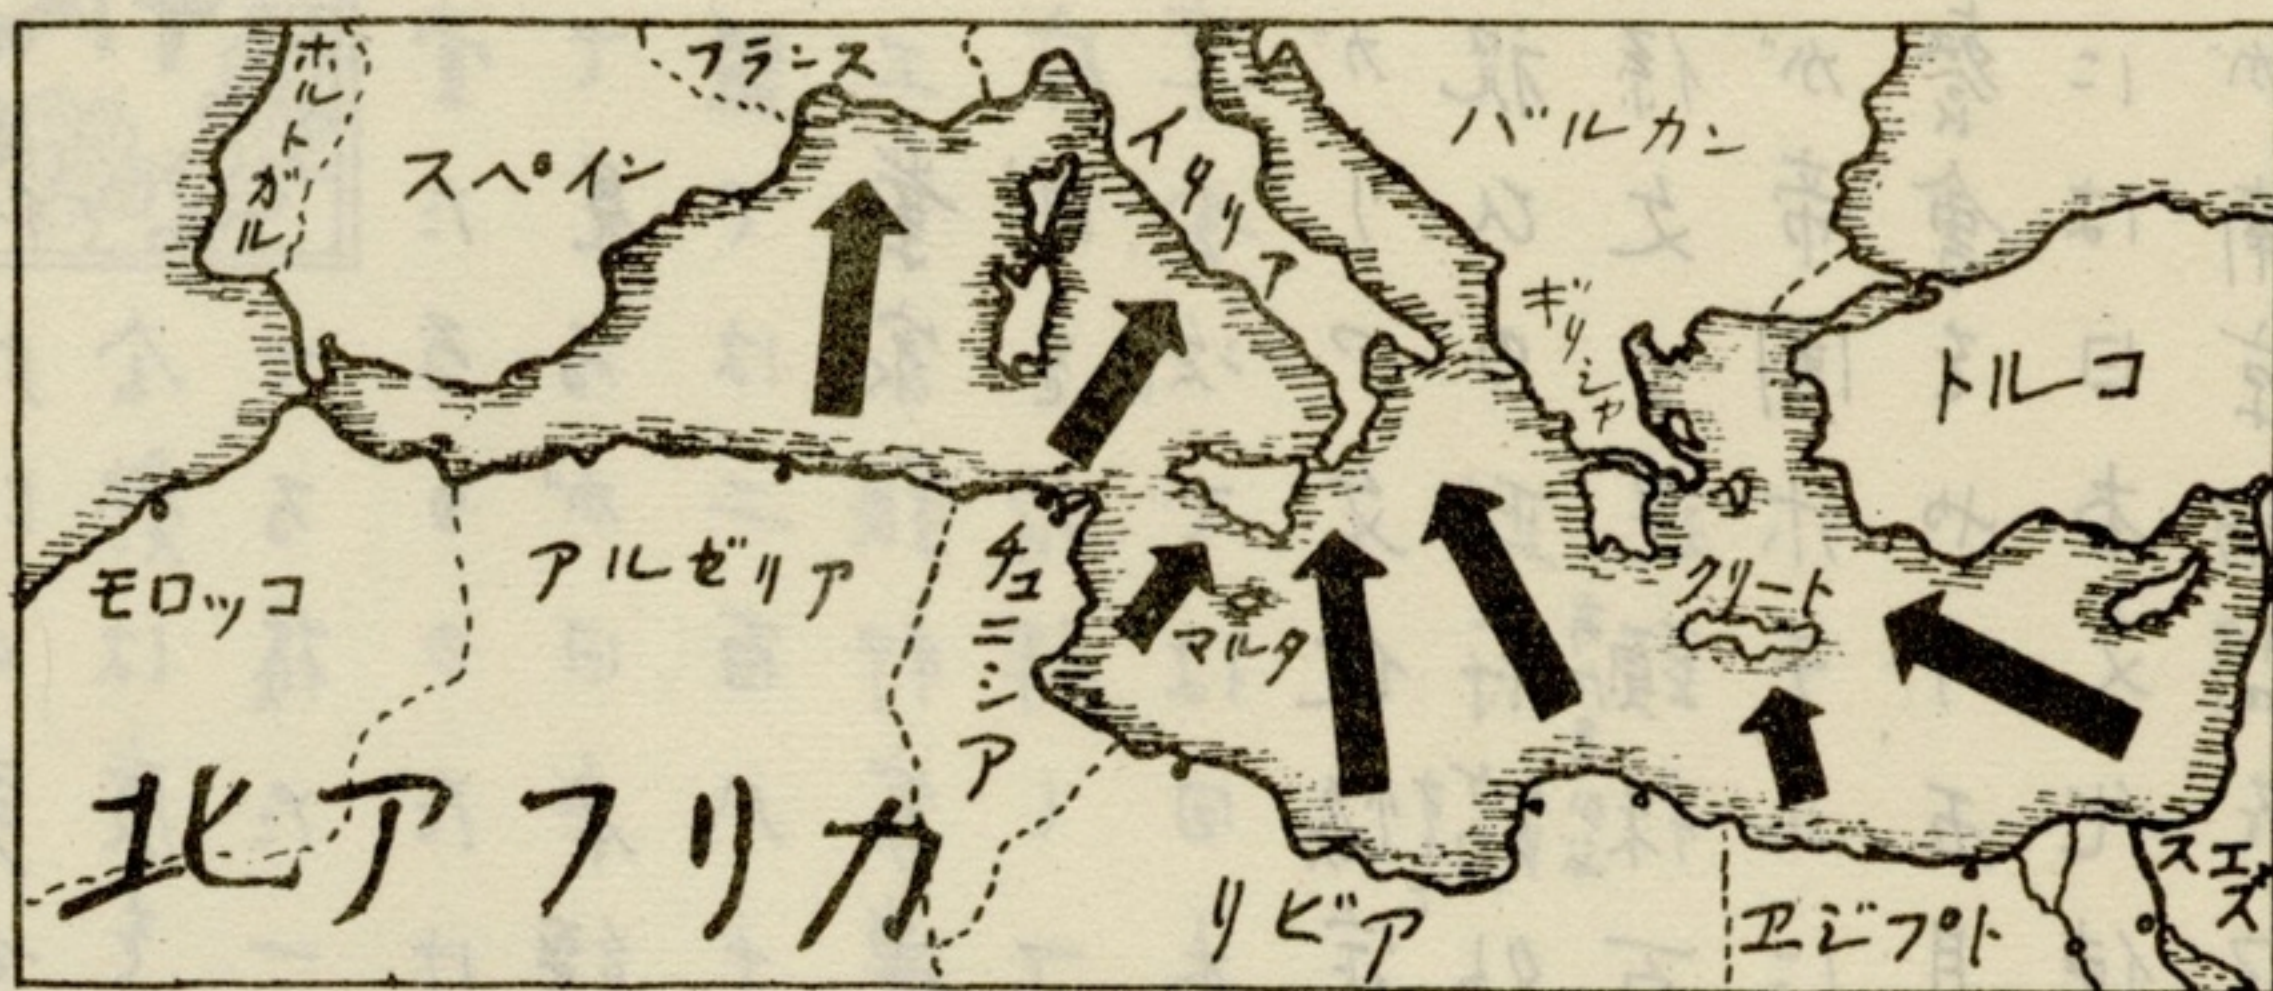 ホルトガル
フランス
スペイン
イタリア
バルカン
ギリシャ
トルコ
モロッコ
アルゼリア
チュニシア
マルタ
クリート
北アフリカ
リビア
エジプト
スエズ